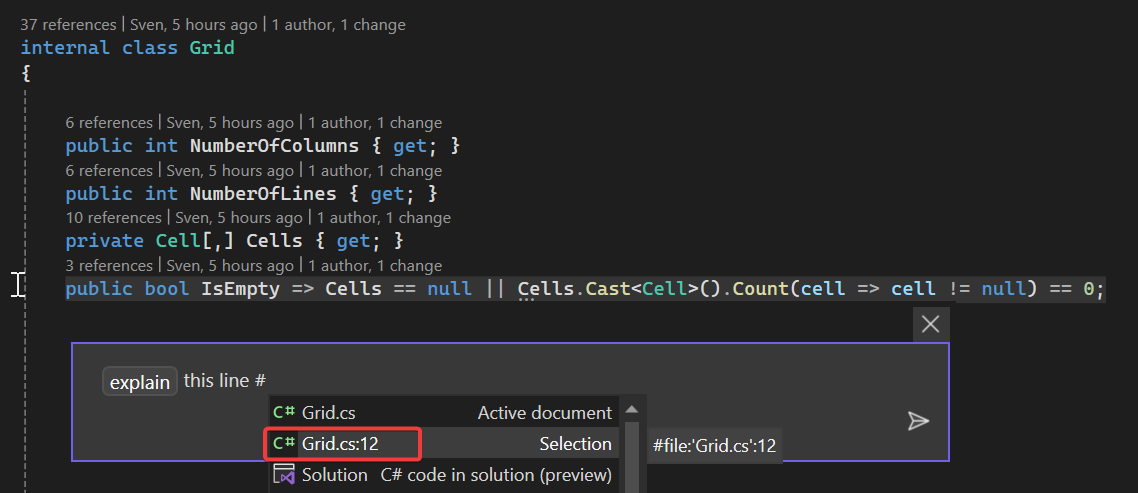 37 references | Sven, 5 hours ago | 1 author, 1 change
internal class Grid
{
6 references | Sven, 5 hours ago | 1 author, 1 change
public int NumberOfColumns { get; }
6 references | Sven, 5 hours ago | 1 author, 1 change
public int NumberOfLines { get; }
10 references | Sven, 5 hours ago | 1 author, 1 change
private Cell[,] Cells { get; }
3 references | Sven, 5 hours ago | 1 author, 1 change
public bool IsEmpty => Cells == null || Cells.Cast<Cell>().Count(cell => cell != null) == 0;
explain this line #
C# Grid.cs Active document
C# Grid.cs:12 Selection #file:'Grid.cs':12
Solution C# code in solution (preview)